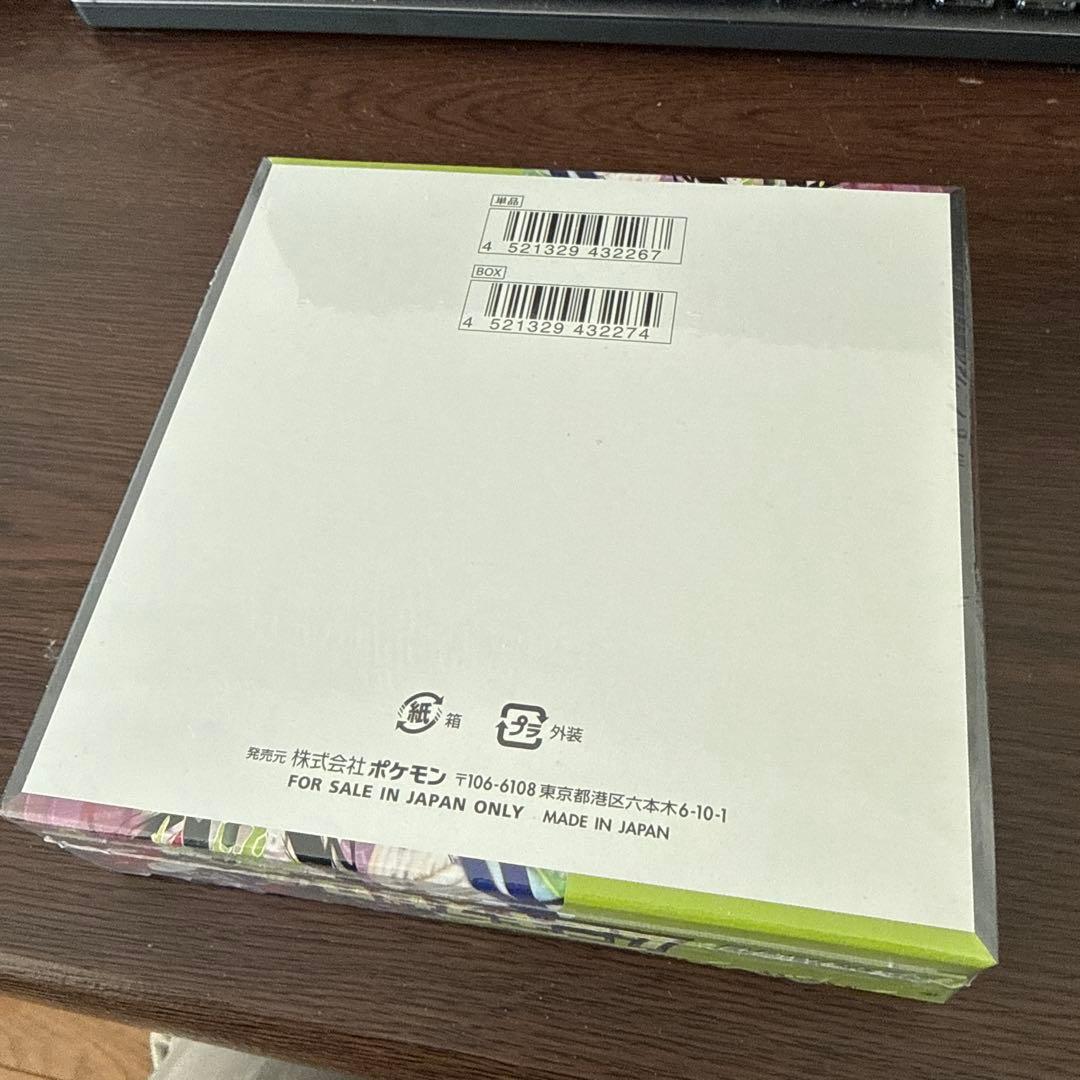 単品
4 521329 432267
BOX
4 521329 432274
紙 箱
プラ 外装
発売元 株式会社ポケモン 〒106-6108 東京都港区六本木6-10-1
FOR SALE IN JAPAN ONLY MADE IN JAPAN